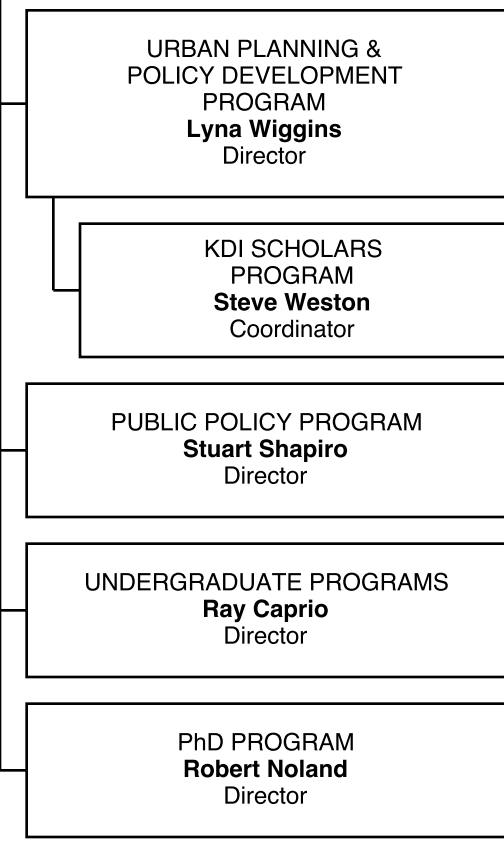 URBAN PLANNING &
POLICY DEVELOPMENT
PROGRAM
Lyna Wiggins
Director
KDI SCHOLARS
PROGRAM
Steve Weston
Coordinator
PUBLIC POLICY PROGRAM
Stuart Shapiro
Director
UNDERGRADUATE PROGRAMS
Ray Caprio
Director
PhD PROGRAM
Robert Noland
Director